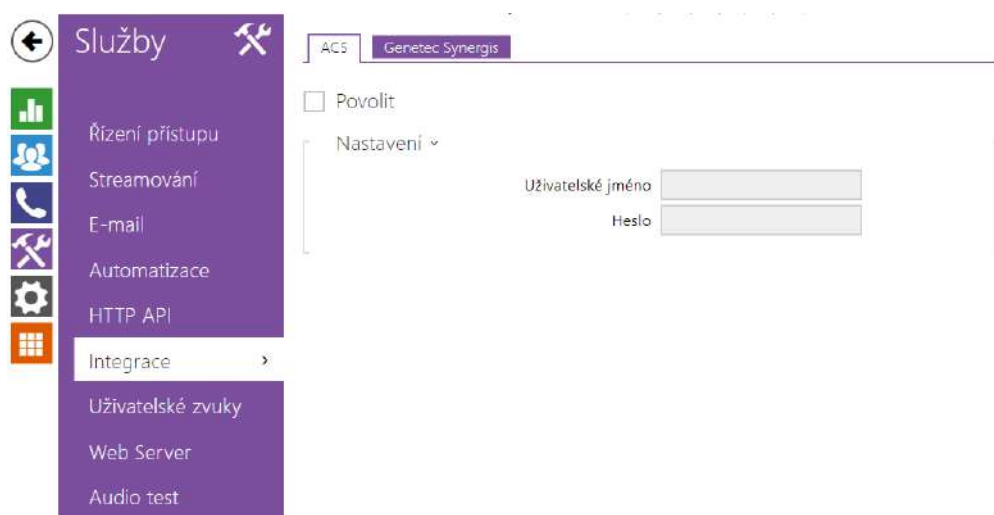 Služby
Řízení přístupu
Streamování
E-mail
Automatizace
HTTP API
Integrace
Uživatelské zvuky
Web Server
Audio test
ACS
Genetec Synergis
Povolit
Nastavení
Uživatelské jméno
Heslo